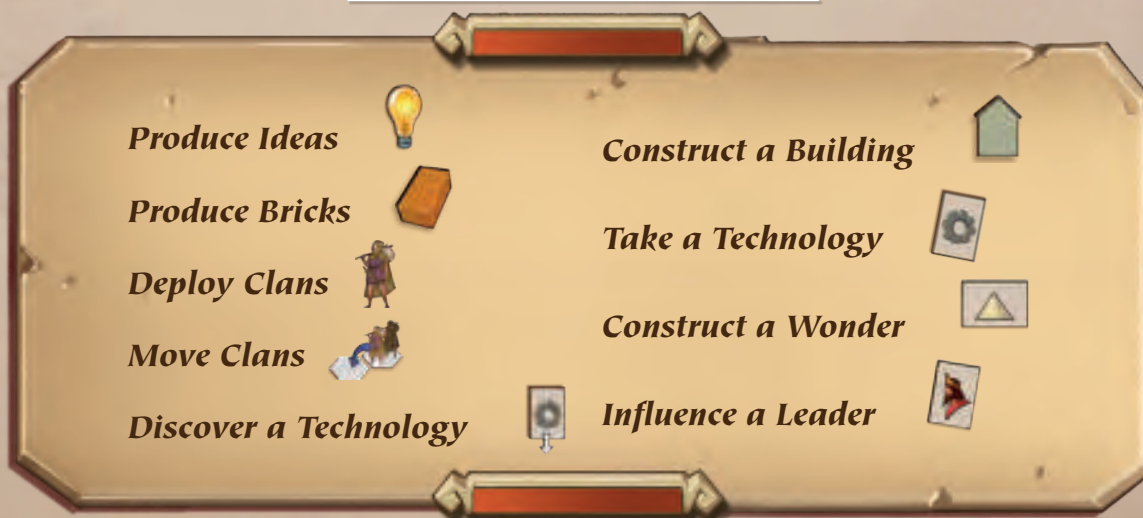 Produce Ideas
Produce Bricks
Deploy Clans
Move Clans
Discover a Technology
Construct a Building
Take a Technology
Construct a Wonder
Influence a Leader